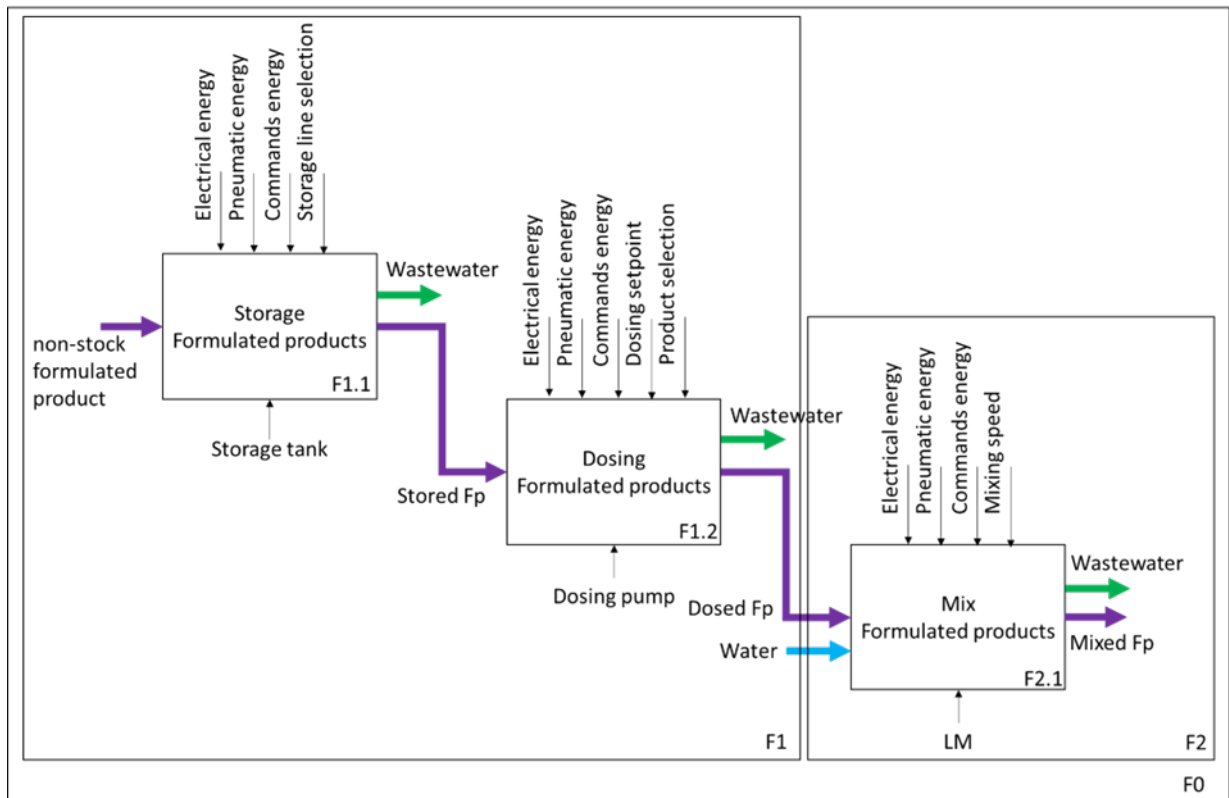 Electrical energy
Pneumatic energy
Commands energy
Storage line selection
Wastewater
Storage
Formulated products
F1.1
non-stock
formulated
product
Storage tank
Electrical energy
Pneumatic energy
Commands energy
Dosing setpoint
Product selection
Wastewater
Dosing
Formulated products
F1.2
Stored Fp
Dosing pump
Electrical energy
Pneumatic energy
Commands energy
Mixing speed
Wastewater
Mix
Formulated products
F2.1
Dosed Fp
Water
Mixed Fp
LM
F1
F2
F0